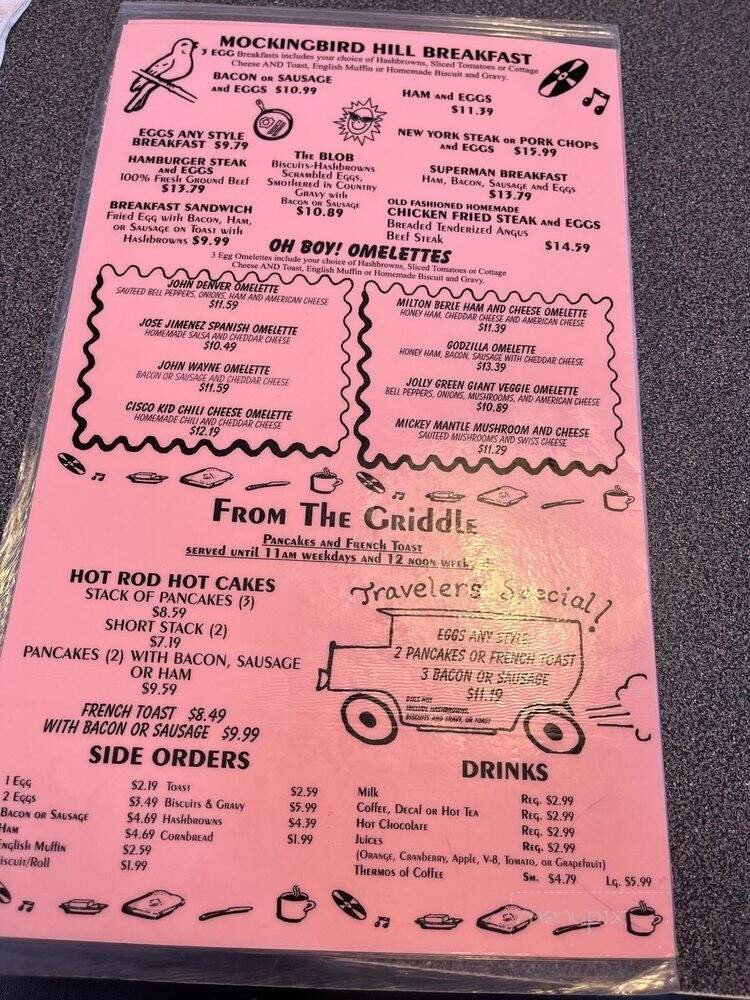 MOCKINGBIRD HILL BREAKFAST
3 EGG Breakfasts includes your choice of Hashbrowns, Sliced Tomatoes or Cottage
Cheese AND Toast, English Muffin or Homemade Biscuit and Gravy.
BACON OR SAUSAGE
AND EGGS $10.99
HAM AND EGGS
$11.39
EGGS ANY STYLE
BREAKFAST $9.79
NEW YORK STEAK OR PORK CHOPS
AND EGGS $15.99
HAMBURGER STEAK
AND EGGS
100% Fresh Ground Beef
$13.79
THE BLOB
Biscuits-Hashbrowns
Scrambled Eggs,
Smothered in Country
Gravy with
Bacon or Sausage
$10.89
SUPERMAN BREAKFAST
Ham, Bacon, Sausage and Eggs
$13.79
BREAKFAST SANDWICH
Fried Egg with Bacon, Ham,
or Sausage on Toast with
Hashbrowns $9.99
OLD FASHIONED HOMEMADE
CHICKEN FRIED STEAK AND EGGS
Breaded Tenderized Angus
Beef Steak
$14.59
OH BOY! OMELETTES
3 Egg Omelettes include your choice of Hashbrowns, Sliced Tomatoes or Cottage
Cheese AND Toast, English Muffin or Homemade Biscuit and Gravy.
JOHN DENVER OMELETTE
SAUTEED BELL PEPPERS, ONIONS, HAM AND AMERICAN CHEESE
$11.59
JOSE JIMENEZ SPANISH OMELETTE
HOMEMADE SALSA AND CHEDDAR CHEESE
$10.49
JOHN WAYNE OMELETTE
BACON OR SAUSAGE AND CHEDDAR CHEESE
$11.59
CISCO KID CHILI CHEESE OMELETTE
HOMEMADE CHILI AND CHEDDAR CHEESE
$12.19
MILTON BERLE HAM AND CHEESE OMELETTE
HONEY HAM, CHEDDAR CHEESE AND AMERICAN CHEESE
$11.39
GODZILLA OMELETTE
HONEY HAM, BACON, SAUSAGE WITH CHEDDAR CHEESE
$13.39
JOLLY GREEN GIANT VEGGIE OMELETTE
BELL PEPPERS, ONIONS, MUSHROOMS, AND AMERICAN CHEESE
$10.89
MICKEY MANTLE MUSHROOM AND CHEESE
SAUTEED MUSHROOMS AND SWISS CHEESE
$11.29
FROM THE GRIDDLE
PANCAKES AND FRENCH TOAST
SERVED UNTIL 11AM WEEKDAYS AND 12 NOON
HOT ROD HOT CAKES
STACK OF PANCAKES (3)
$8.59
SHORT STACK (2)
$7.19
PANCAKES (2) WITH BACON, SAUSAGE
OR HAM
$9.59
FRENCH TOAST $8.49
WITH BACON OR SAUSAGE $9.99
Travelers Special!
EGGS ANY STYLE
2 PANCAKES OR FRENCH TOAST
3 BACON OR SAUSAGE
$11.19
DOES NOT
INCLUDE HASHBROWNS,
BISCUITS AND GRAVY, OR TOAST
SIDE ORDERS
1 Egg $2.19
2 Eggs $3.49
Bacon or Sausage $4.69
Ham $4.69
English Muffin $2.59
Biscuit/Roll $1.99
Toast $2.59
Biscuits & Gravy $5.99
Hashbrowns $4.39
Cornbread $1.99
DRINKS
Milk Reg. $2.99
Coffee, Decaf or Hot Tea Reg. $2.99
Hot Chocolate Reg. $2.99
Juices Reg. $2.99
(Orange, Cranberry, Apple, V-8, Tomato, or Grapefruit)
Thermos of Coffee Sm. $4.79 Lg. $5.99